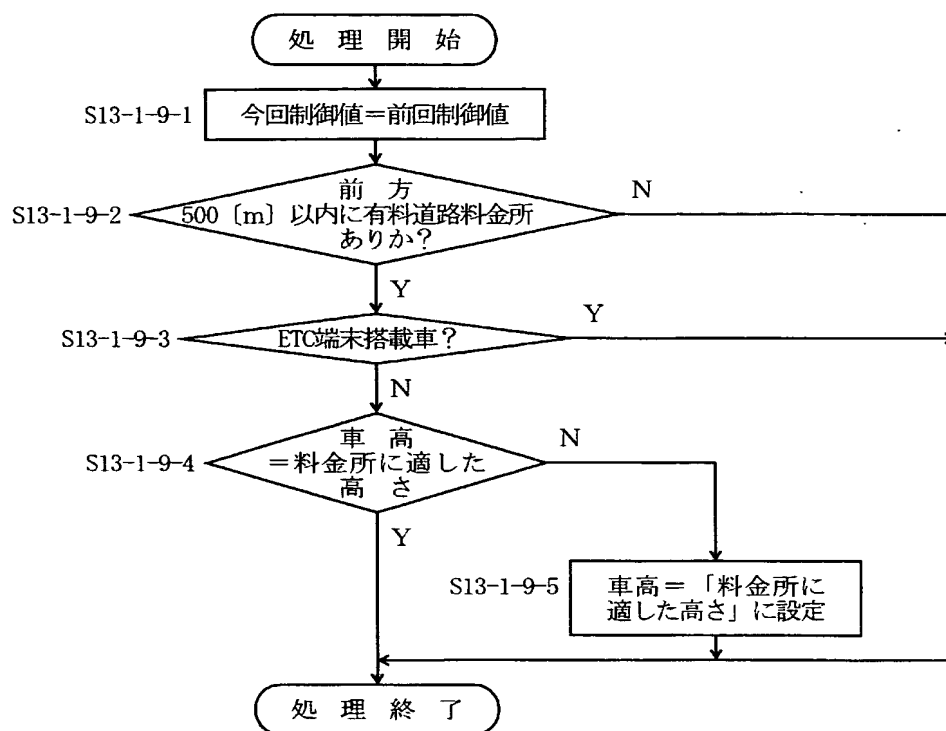 処理開始
S13-1-9-1
今回制御値＝前回制御値
S13-1-9-2
前方
500〔m〕以内に有料道路料金所
ありか？
N
Y
S13-1-9-3
ETC端末搭載車？
Y
N
S13-1-9-4
車高
＝料金所に適した
高さ
N
Y
S13-1-9-5
車高＝「料金所に
適した高さ」に設定
処理終了